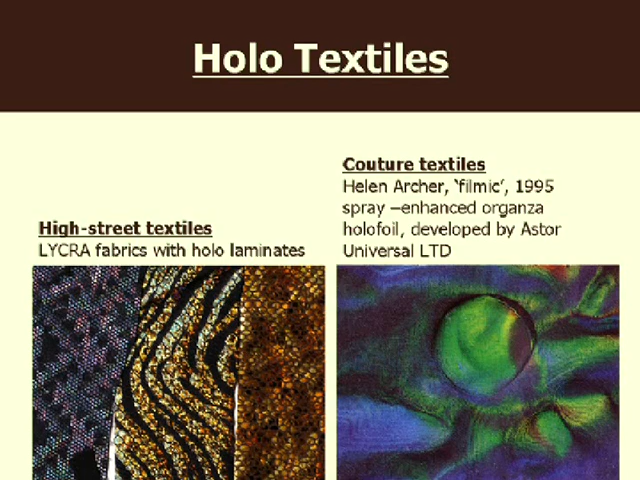 Holo Textiles
High-street textiles
LYCRA fabrics with holo laminates
Couture textiles
Helen Archer, ‘filmic’, 1995
spray –enhanced organza
holofoil, developed by Astor
Universal LTD